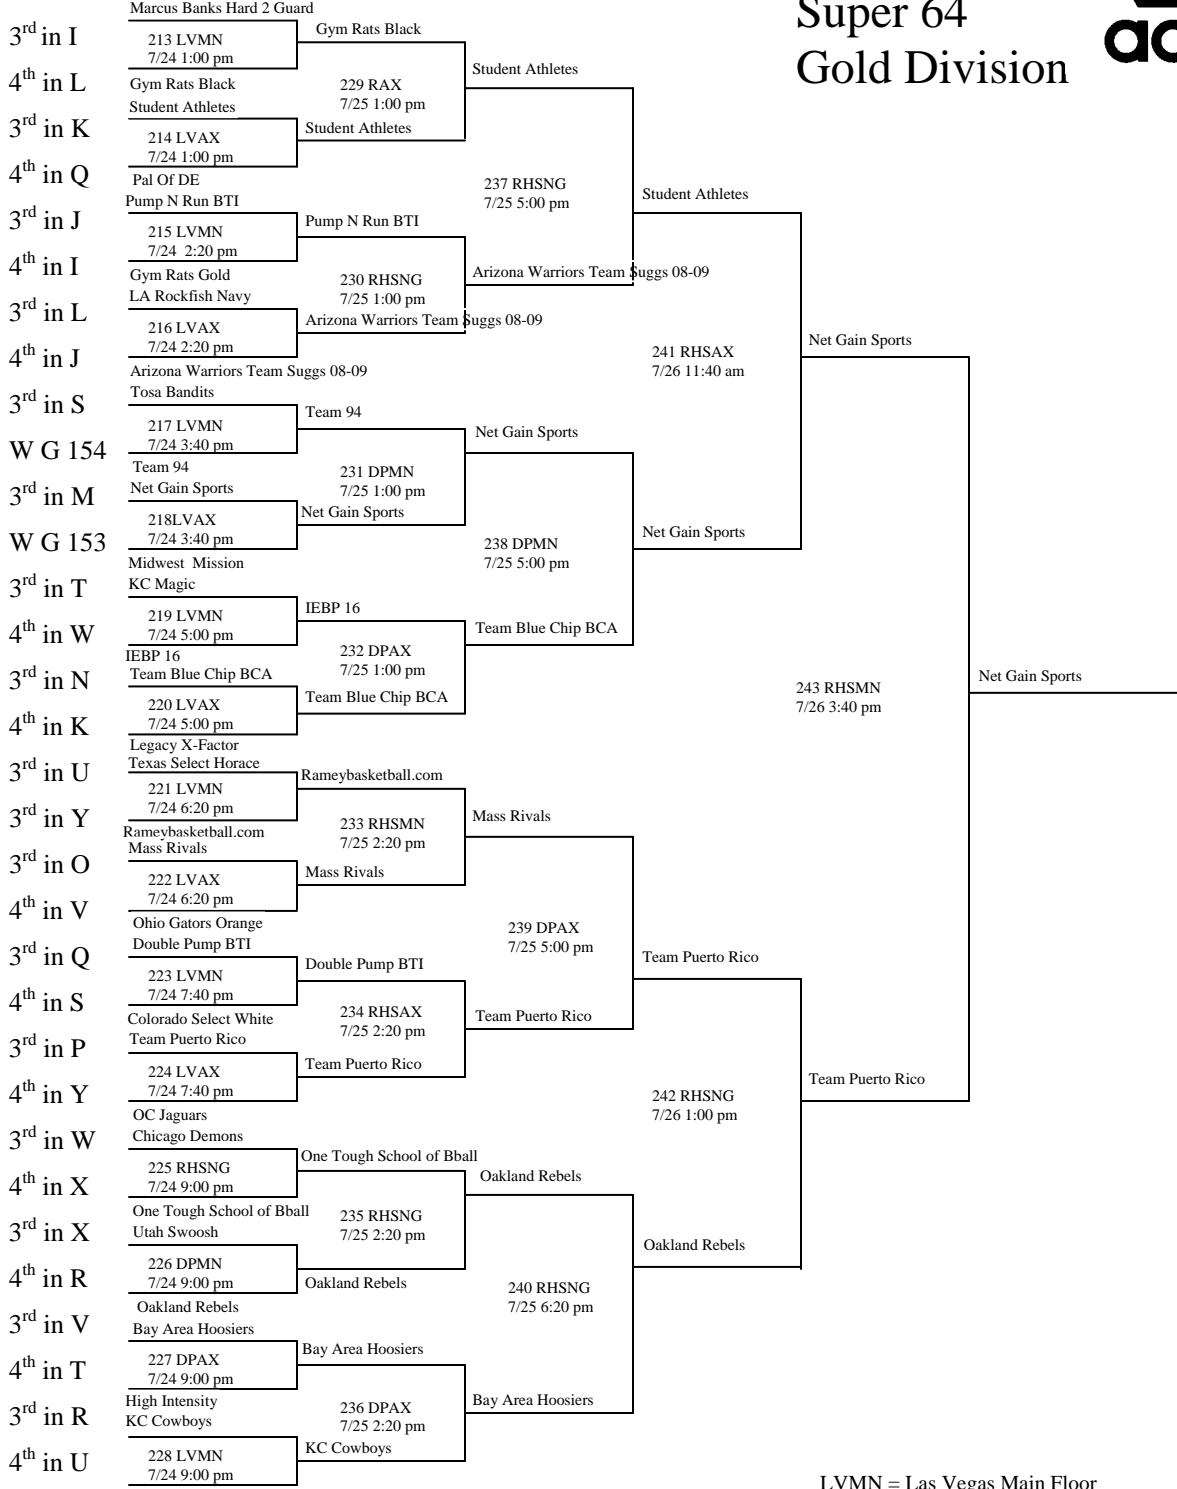 Super 64
Gold Division
Marcus Banks Hard 2 Guard
3rd in I
213 LVMN
7/24 1:00 pm
Gym Rats Black
4th in L
Gym Rats Black
229 RAX
7/25 1:00 pm
Student Athletes
Student Athletes
3rd in K
214 LVAX
7/24 1:00 pm
Student Athletes
4th in Q
Pal Of DE
237 RHSNG
7/25 5:00 pm
Student Athletes
Pump N Run BTI
3rd in J
215 LVMN
7/24 2:20 pm
Pump N Run BTI
4th in I
Gym Rats Gold
230 RHSNG
7/25 1:00 pm
Arizona Warriors Team Suggs 08-09
LA Rockfish Navy
3rd in L
216 LVAX
7/24 2:20 pm
Arizona Warriors Team Suggs 08-09
4th in J
Arizona Warriors Team Suggs 08-09
241 RHSAX
7/26 11:40 am
Net Gain Sports
Tosa Bandits
3rd in S
217 LVMN
7/24 3:40 pm
Team 94
W G 154
Team 94
231 DPMN
7/25 1:00 pm
Net Gain Sports
Net Gain Sports
3rd in M
218LVAX
7/24 3:40 pm
Net Gain Sports
W G 153
Midwest Mission
238 DPMN
7/25 5:00 pm
Net Gain Sports
KC Magic
3rd in T
219 LVMN
7/24 5:00 pm
IEBP 16
4th in W
IEBP 16
232 DPAX
7/25 1:00 pm
Team Blue Chip BCA
Team Blue Chip BCA
3rd in N
220 LVAX
7/24 5:00 pm
Team Blue Chip BCA
4th in K
Legacy X-Factor
243 RHSMN
7/26 3:40 pm
Net Gain Sports
Texas Select Horace
3rd in U
221 LVMN
7/24 6:20 pm
Rameybasketball.com
3rd in Y
Rameybasketball.com
233 RHSMN
7/25 2:20 pm
Mass Rivals
Mass Rivals
3rd in O
222 LVAX
7/24 6:20 pm
Mass Rivals
4th in V
Ohio Gators Orange
239 DPAX
7/25 5:00 pm
Team Puerto Rico
Double Pump BTI
3rd in Q
223 LVMN
7/24 7:40 pm
Double Pump BTI
4th in S
Colorado Select White
234 RHSAX
7/25 2:20 pm
Team Puerto Rico
Team Puerto Rico
3rd in P
224 LVAX
7/24 7:40 pm
Team Puerto Rico
4th in Y
OC Jaguars
242 RHSNG
7/26 1:00 pm
Team Puerto Rico
Chicago Demons
3rd in W
225 RHSNG
7/24 9:00 pm
One Tough School of Bball
4th in X
One Tough School of Bball
235 RHSNG
7/25 2:20 pm
Oakland Rebels
Utah Swoosh
3rd in X
226 DPMN
7/24 9:00 pm
Oakland Rebels
4th in R
Oakland Rebels
240 RHSNG
7/25 6:20 pm
Oakland Rebels
3rd in V
Bay Area Hoosiers
227 DPAX
7/24 9:00 pm
Bay Area Hoosiers
4th in T
High Intensity
236 DPAX
7/25 2:20 pm
Bay Area Hoosiers
3rd in R
KC Cowboys
228 LVMN
7/24 9:00 pm
KC Cowboys
4th in U
LVMN = Las Vegas Main Floor